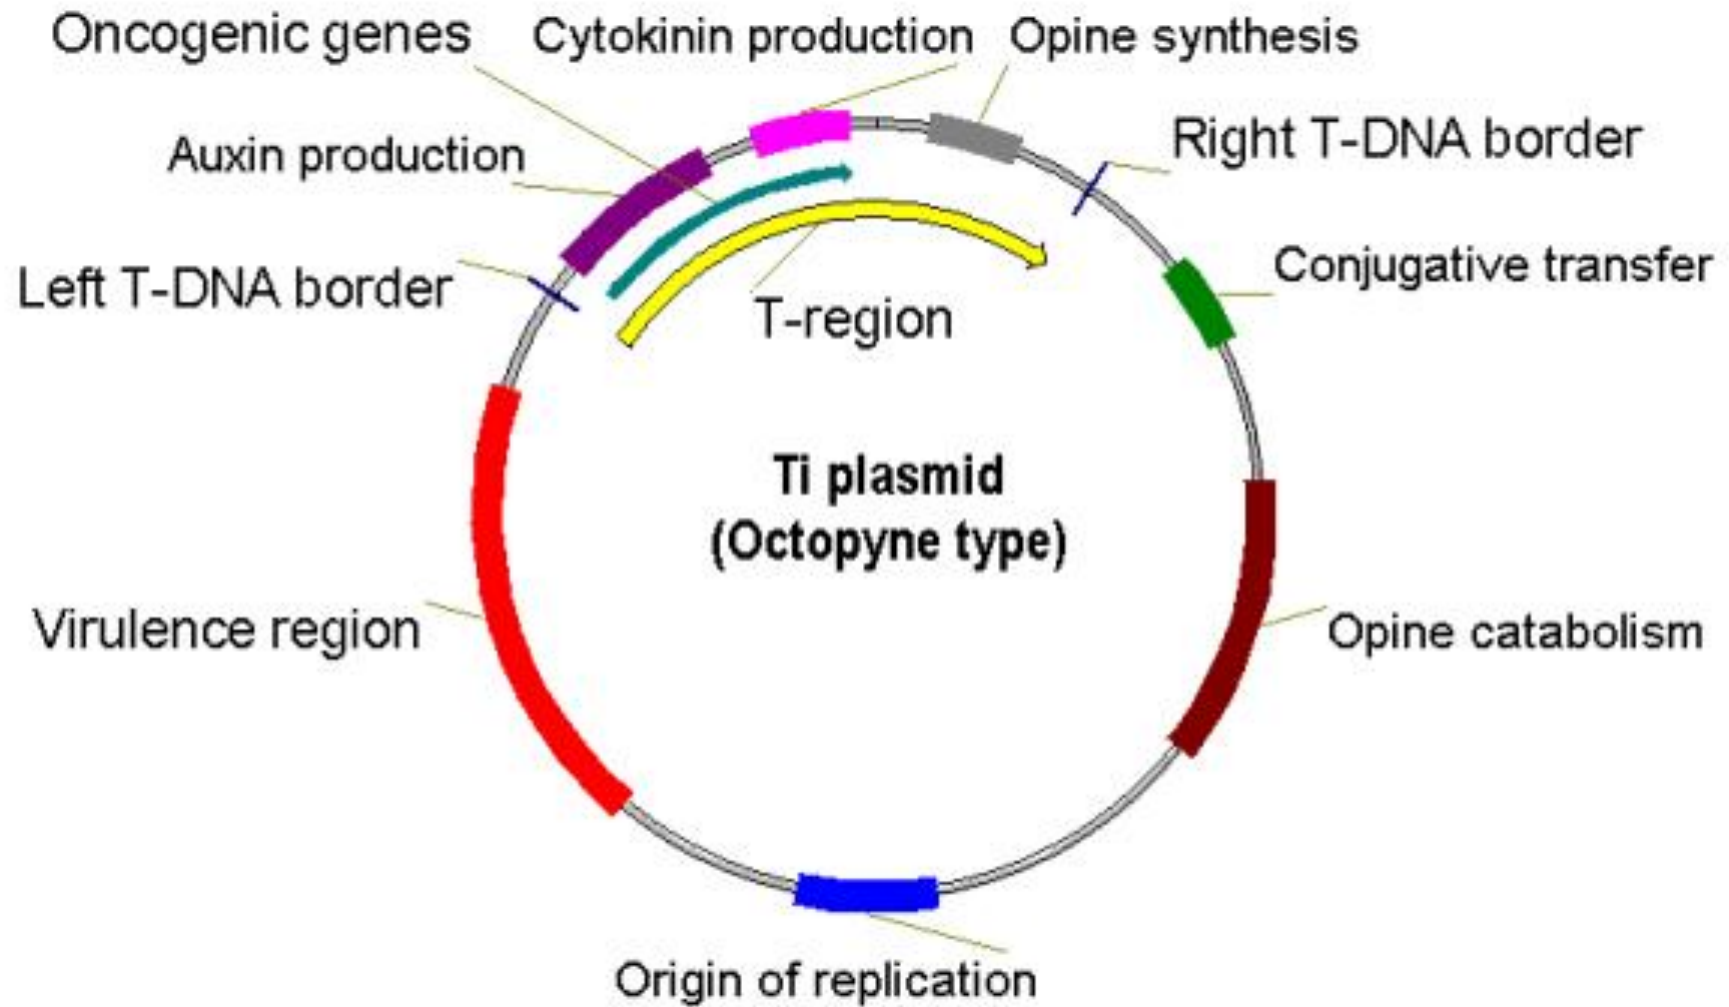 Oncogenic genes
Cytokinin production
Opine synthesis
Auxin production
Right T-DNA border
Left T-DNA border
Conjugative transfer
T-region
Ti plasmid
(Octopyne type)
Virulence region
Opine catabolism
Origin of replication